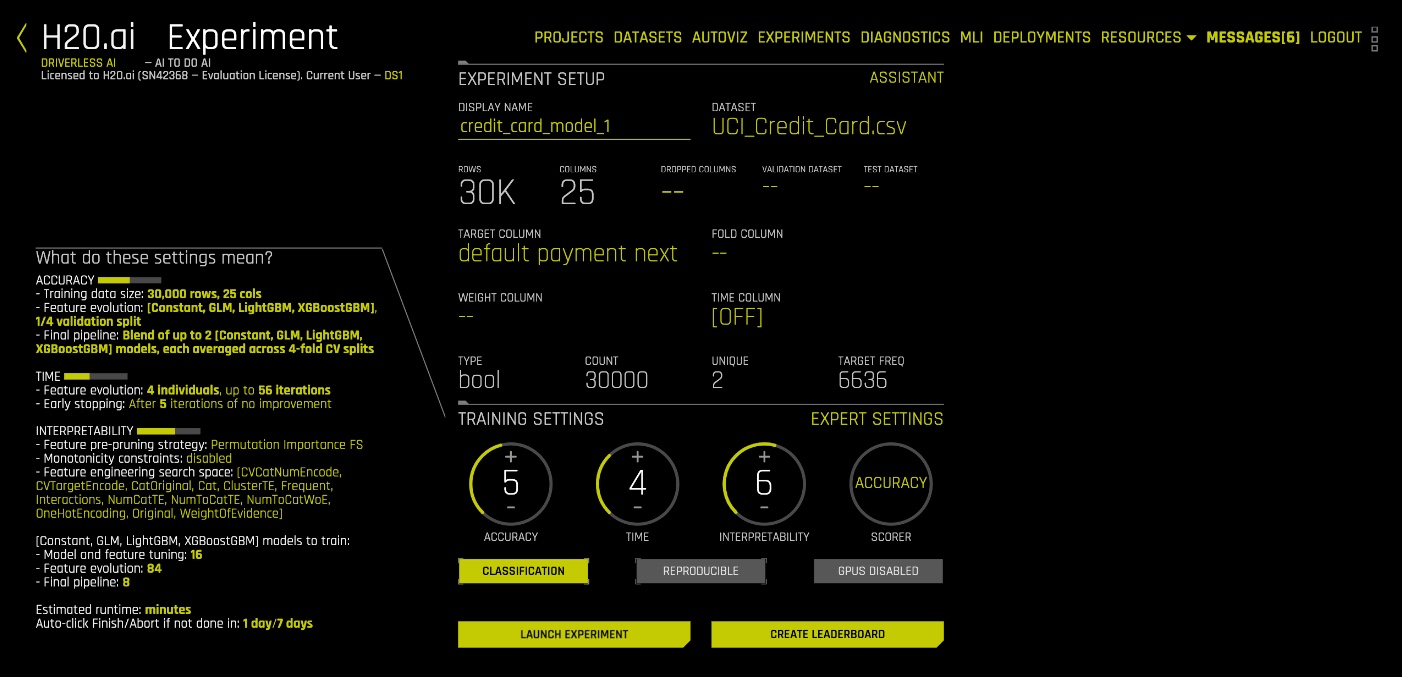 H2O.ai Experiment
DRIVERLESS AI — AI TO DO AI
Licensed to H2O.ai (SN42368 — Evaluation License). Current User — DS1
PROJECTS DATASETS AUTOVIZ EXPERIMENTS DIAGNOSTICS MLI DEPLOYMENTS RESOURCES MESSAGES[6] LOGOUT
What do these settings mean?
ACCURACY
- Training data size: 30,000 rows, 25 cols
- Feature evolution: [Constant, GLM, LightGBM, XGBoostGBM],
1/4 validation split
- Final pipeline: Blend of up to 2 [Constant, GLM, LightGBM,
XGBoostGBM] models, each averaged across 4-fold CV splits
TIME
- Feature evolution: 4 individuals, up to 56 iterations
- Early stopping: After 5 iterations of no improvement
INTERPRETABILITY
- Feature pre-pruning strategy: Permutation Importance FS
- Monotonicity constraints: disabled
- Feature engineering search space: [CVCatNumEncode,
CVTargetEncode, CatOriginal, Cat, ClusterTE, Frequent,
Interactions, NumCatTE, NumToCatTE, NumToCatWoE,
OneHotEncoding, Original, WeightOfEvidence]
[Constant, GLM, LightGBM, XGBoostGBM] models to train:
- Model and feature tuning: 16
- Feature evolution: 84
- Final pipeline: 8
Estimated runtime: minutes
Auto-click Finish/Abort if not done in: 1 day/7 days
EXPERIMENT SETUP ASSISTANT
DISPLAY NAME DATASET
credit_card_model_1 UCI_Credit_Card.csv
ROWS COLUMNS DROPPED COLUMNS VALIDATION DATASET TEST DATASET
30K 25 -- -- --
TARGET COLUMN FOLD COLUMN
default payment next --
WEIGHT COLUMN TIME COLUMN
-- [OFF]
TYPE COUNT UNIQUE TARGET FREQ
bool 30000 2 6636
TRAINING SETTINGS EXPERT SETTINGS
+ + +
5 4 6 ACCURACY
- - -
ACCURACY TIME INTERPRETABILITY SCORER
CLASSIFICATION REPRODUCIBLE GPUS DISABLED
LAUNCH EXPERIMENT CREATE LEADERBOARD